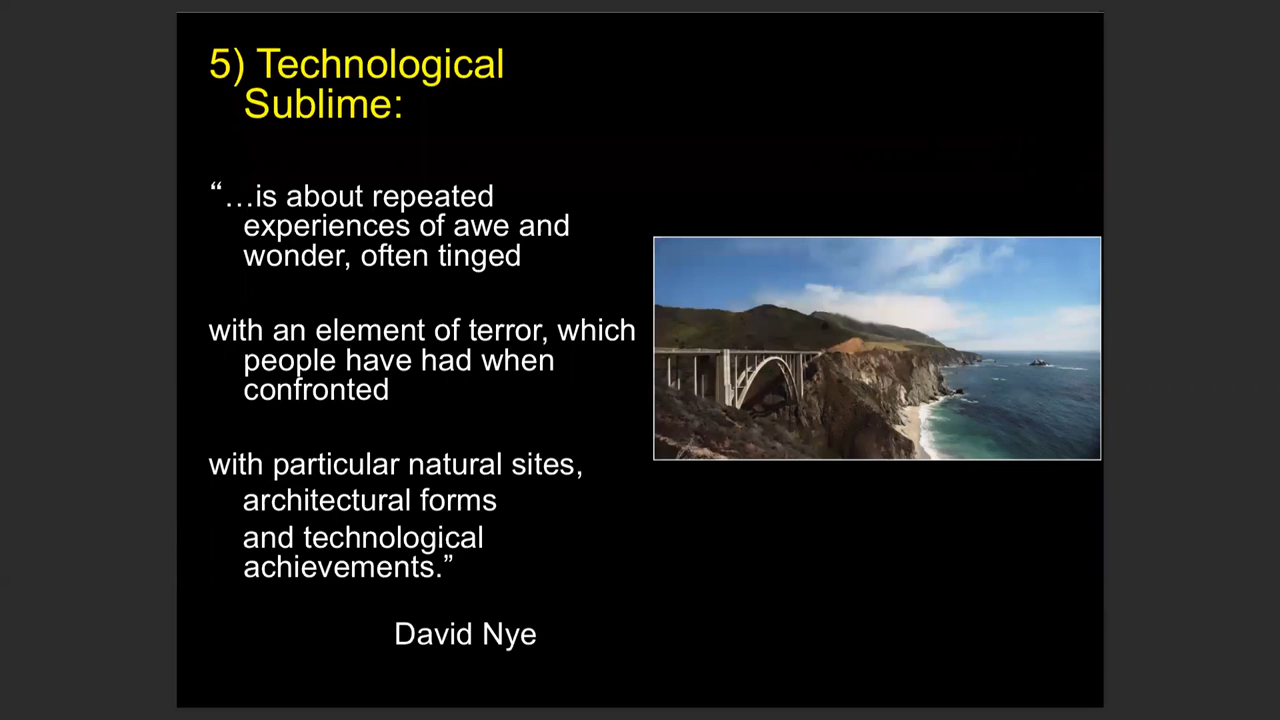 5) Technological
Sublime:
“…is about repeated
experiences of awe and
wonder, often tinged
with an element of terror, which
people have had when
confronted
with particular natural sites,
architectural forms
and technological
achievements.”
David Nye